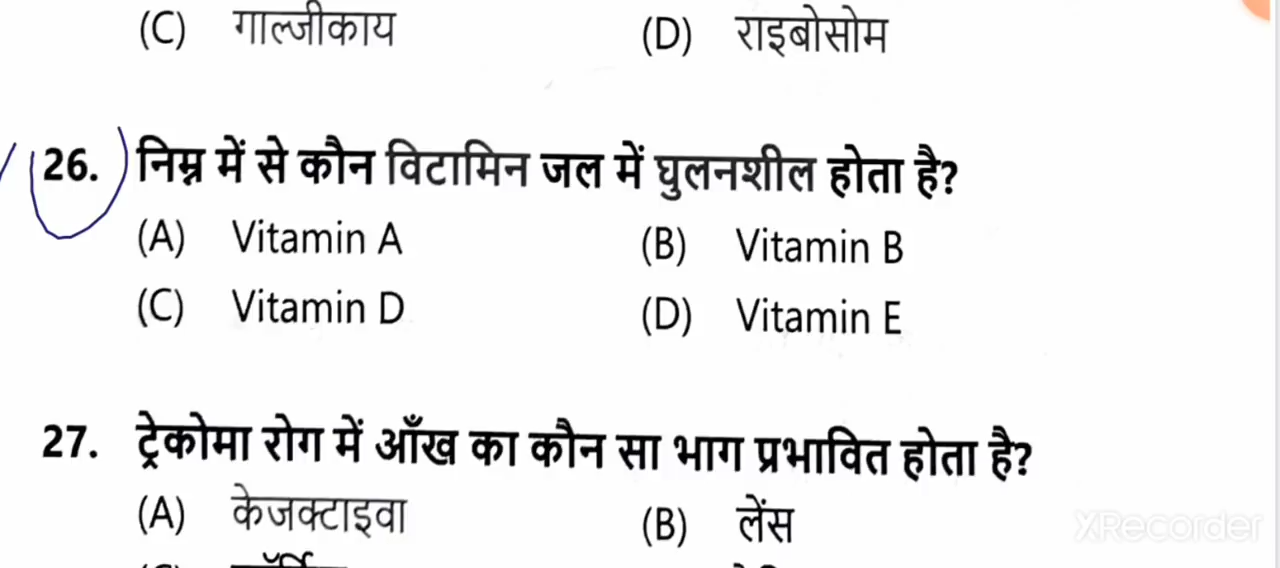 (C) गाल्जीकाय (D) राइबोसोम
26. निम्न में से कौन विटामिन जल में घुलनशील होता है?
(A) Vitamin A (B) Vitamin B
(C) Vitamin D (D) Vitamin E
27. ट्रेकोमा रोग में आँख का कौन सा भाग प्रभावित होता है?
(A) केजक्टाइवा (B) लेंस
XRecorder